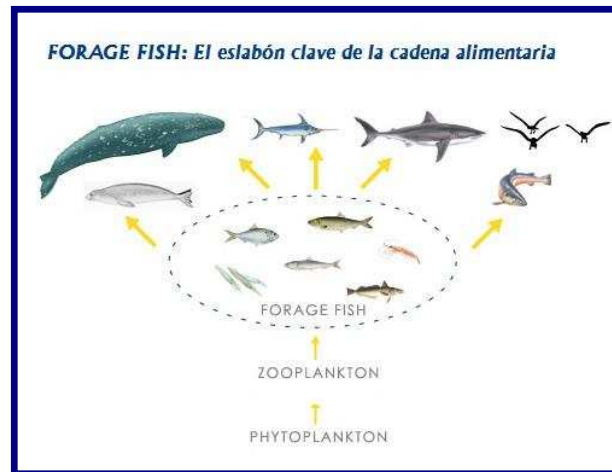 FORAGE FISH: El eslabón clave de la cadena alimentaria
FORAGE FISH
ZOOPLANKTON
PHYTOPLANKTON